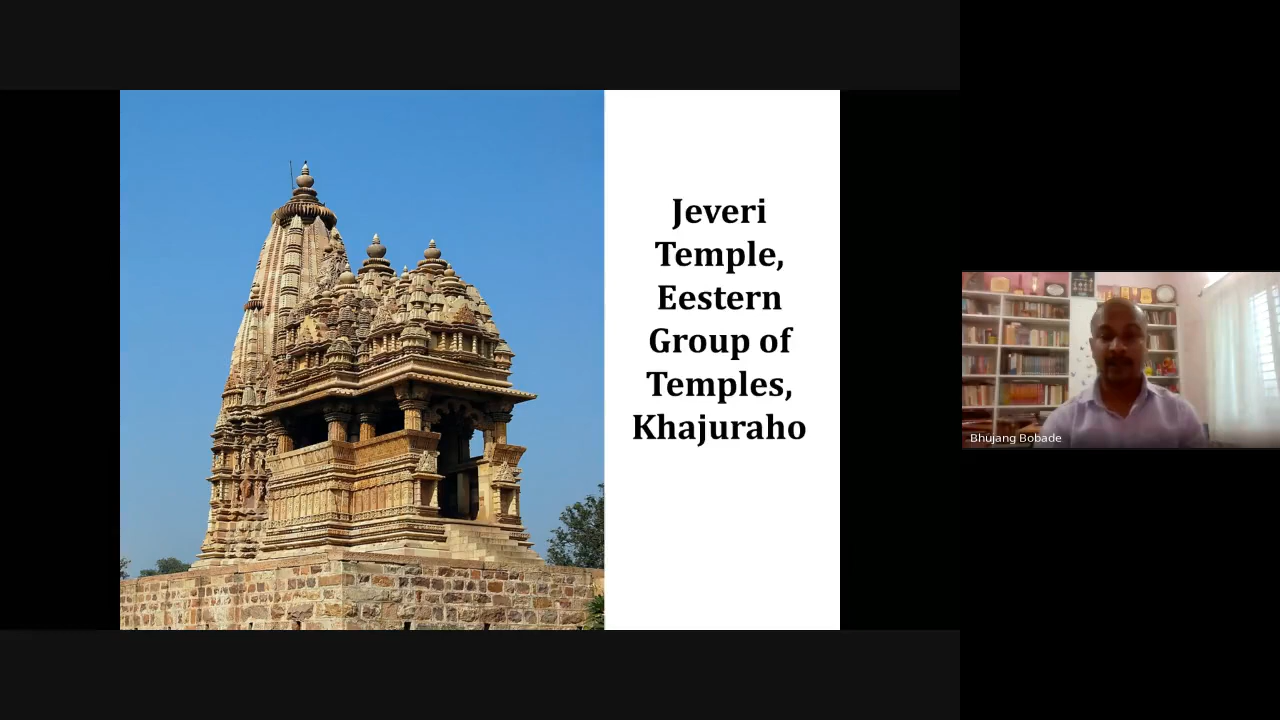 Jeveri
Temple,
Eestern
Group of
Temples,
Khajuraho
Bhujang Bobade